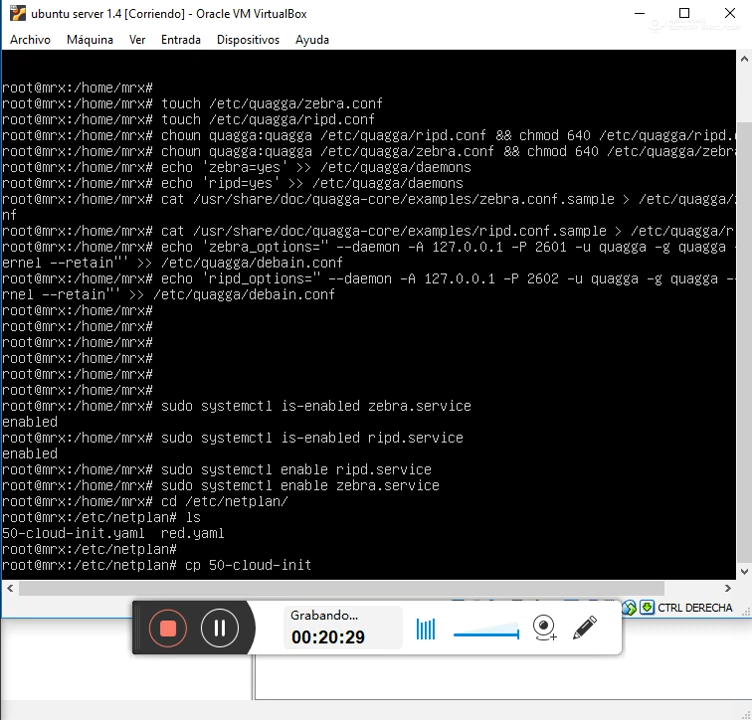 ubuntu server 1.4 [Corriendo] - Oracle VM VirtualBox
Archivo Máquina Ver Entrada Dispositivos Ayuda
root@mrx:/home/mrx#
root@mrx:/home/mrx# touch /etc/quagga/zebra.conf
root@mrx:/home/mrx# touch /etc/quagga/ripd.conf
root@mrx:/home/mrx# chown quagga:quagga /etc/quagga/ripd.conf && chmod 640 /etc/quagga/ripd.
root@mrx:/home/mrx# chown quagga:quagga /etc/quagga/zebra.conf && chmod 640 /etc/quagga/zebr
root@mrx:/home/mrx# echo 'zebra=yes' >> /etc/quagga/daemons
root@mrx:/home/mrx# echo 'ripd=yes' >> /etc/quagga/daemons
root@mrx:/home/mrx# cat /usr/share/doc/quagga-core/examples/zebra.conf.sample > /etc/quagga/
nf
root@mrx:/home/mrx# cat /usr/share/doc/quagga-core/examples/ripd.conf.sample > /etc/quagga/r
root@mrx:/home/mrx# echo 'zebra_options=" --daemon -A 127.0.0.1 -P 2601 -u quagga -g quagga -
ernel --retain"' >> /etc/quagga/debain.conf
root@mrx:/home/mrx# echo 'ripd_options=" --daemon -A 127.0.0.1 -P 2602 -u quagga -g quagga --
rnel --retain"' >> /etc/quagga/debain.conf
root@mrx:/home/mrx#
root@mrx:/home/mrx#
root@mrx:/home/mrx#
root@mrx:/home/mrx#
root@mrx:/home/mrx#
root@mrx:/home/mrx#
root@mrx:/home/mrx# sudo systemctl is-enabled zebra.service
enabled
root@mrx:/home/mrx# sudo systemctl is-enabled ripd.service
enabled
root@mrx:/home/mrx# sudo systemctl enable ripd.service
root@mrx:/home/mrx# sudo systemctl enable zebra.service
root@mrx:/home/mrx# cd /etc/netplan/
root@mrx:/etc/netplan# ls
50-cloud-init.yaml red.yaml
root@mrx:/etc/netplan#
root@mrx:/etc/netplan# cp 50-cloud-init
CTRL DERECHA
Grabando...
00:20:29